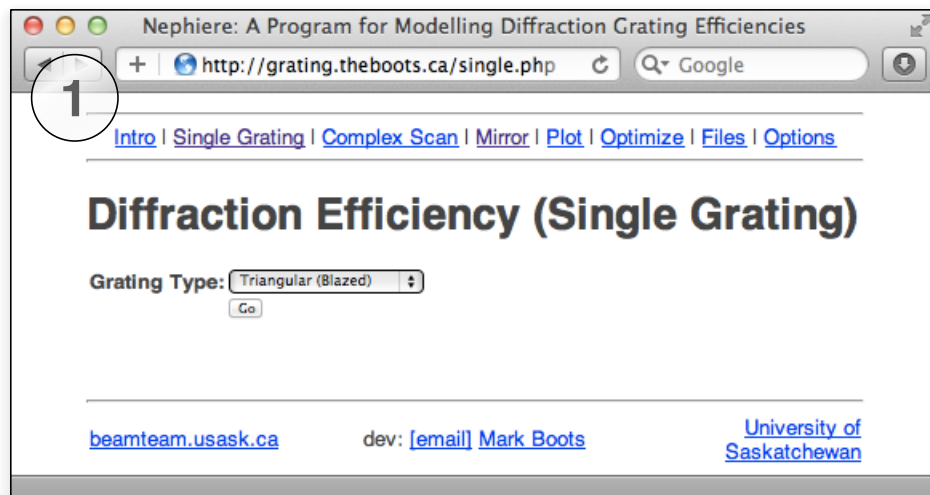 Nephiere: A Program for Modelling Diffraction Grating Efficiencies
+ http://grating.theboots.ca/single.php Google
1
Intro | Single Grating | Complex Scan | Mirror | Plot | Optimize | Files | Options
Diffraction Efficiency (Single Grating)
Grating Type: Triangular (Blazed)
Go
beamteam.usask.ca dev: [email] Mark Boots University of
Saskatchewan